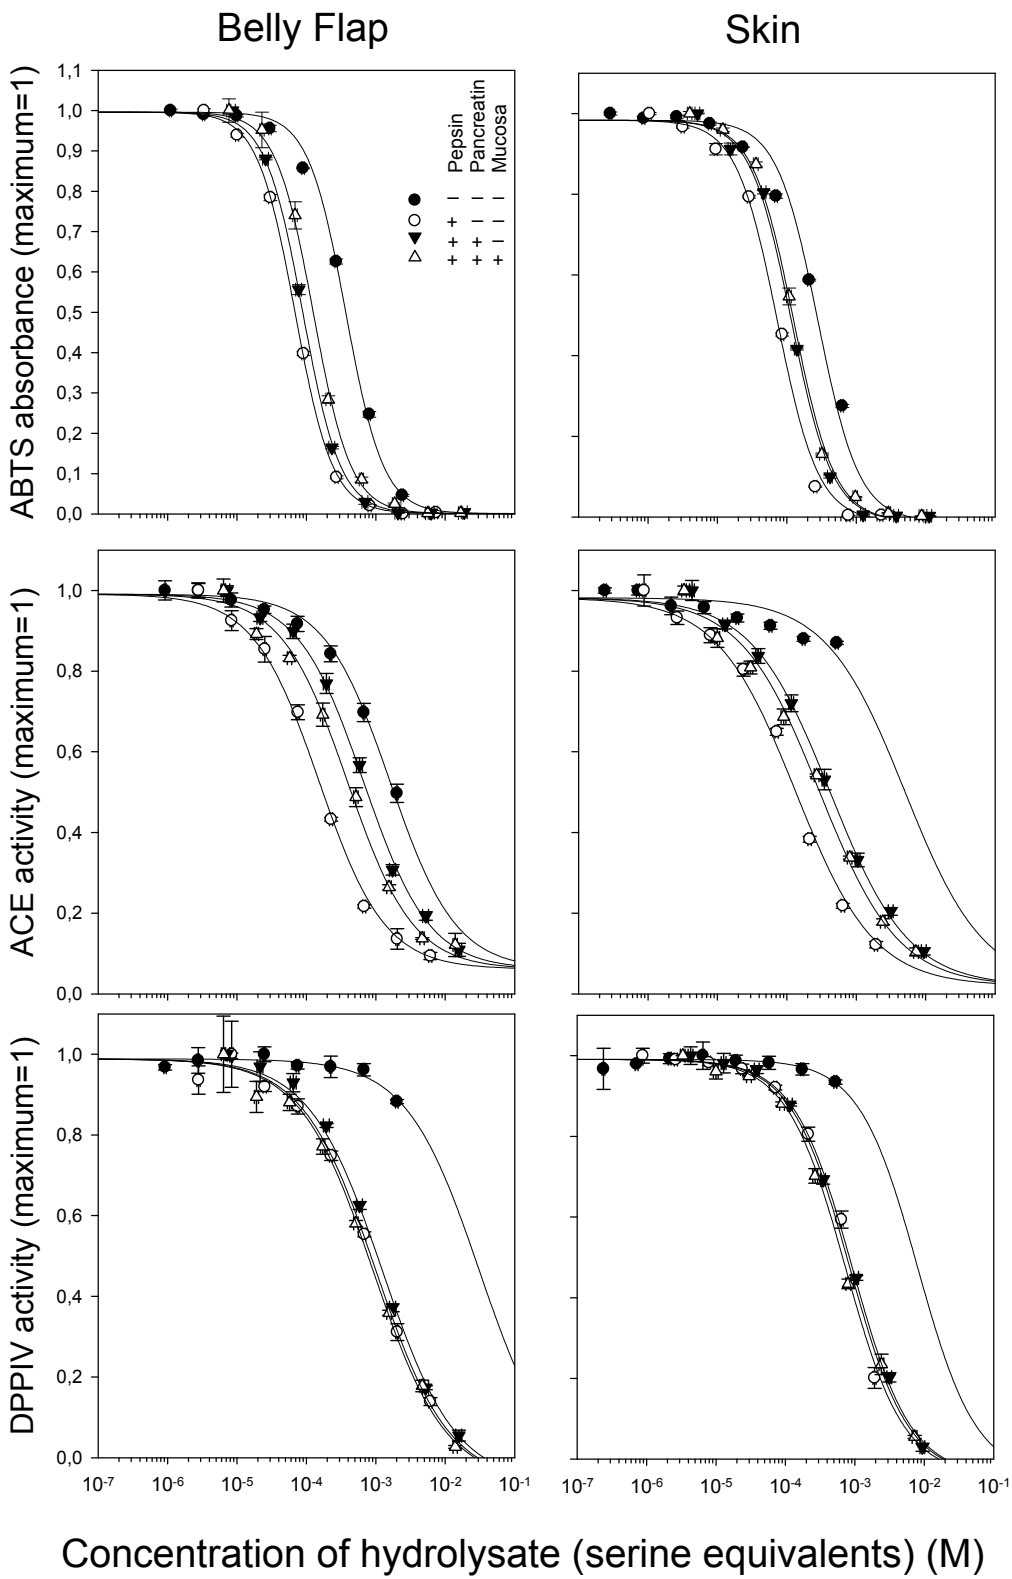 Belly Flap
Skin
ABTS absorbance (maximum=1)
1,1
1,0
0,9
0,8
0,7
0,6
0,5
0,4
0,3
0,2
0,1
0,0
Pepsin
Pancreatin
Mucosa
– – –
+ – –
+ + –
+ + +
ACE activity (maximum=1)
1,0
0,8
0,6
0,4
0,2
0,0
DPPIV activity (maximum=1)
1,0
0,8
0,6
0,4
0,2
0,0
10-7 10-6 10-5 10-4 10-3 10-2 10-1
10-7 10-6 10-5 10-4 10-3 10-2 10-1
Concentration of hydrolysate (serine equivalents) (M)